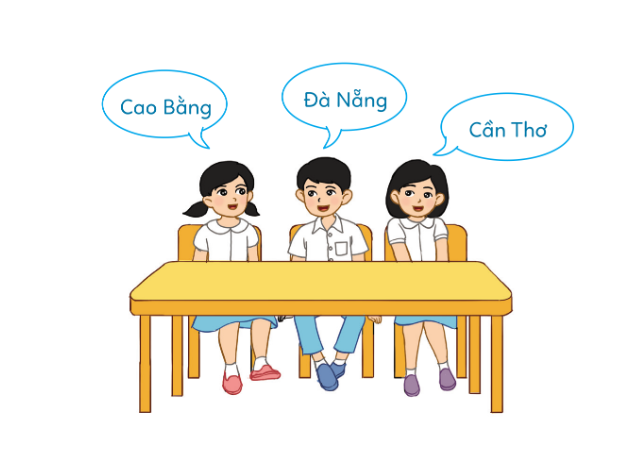 Cao Bằng
Đà Nẵng
Cần Thơ